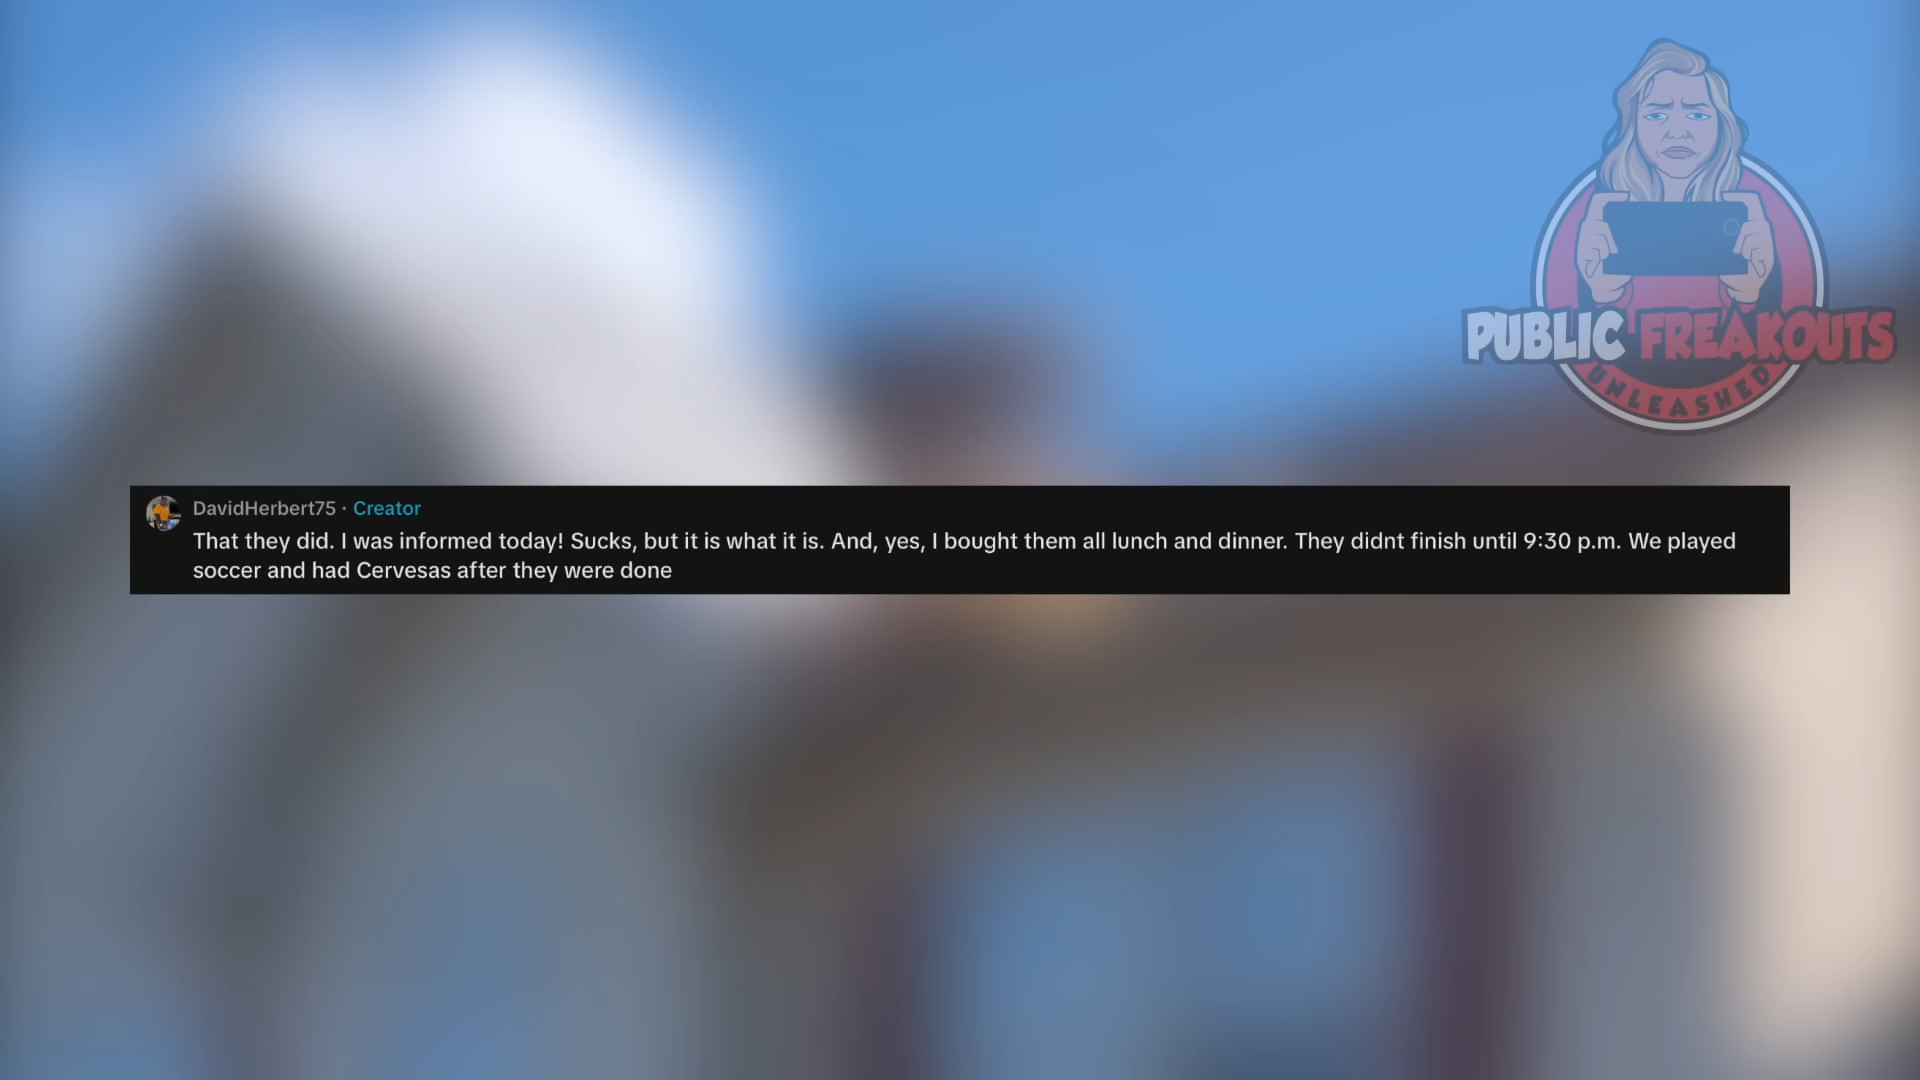 PUBLIC FREAKOUTS
UNLEASHED
DavidHerbert75 · Creator
That they did. I was informed today! Sucks, but it is what it is. And, yes, I bought them all lunch and dinner. They didnt finish until 9:30 p.m. We played
soccer and had Cervesas after they were done